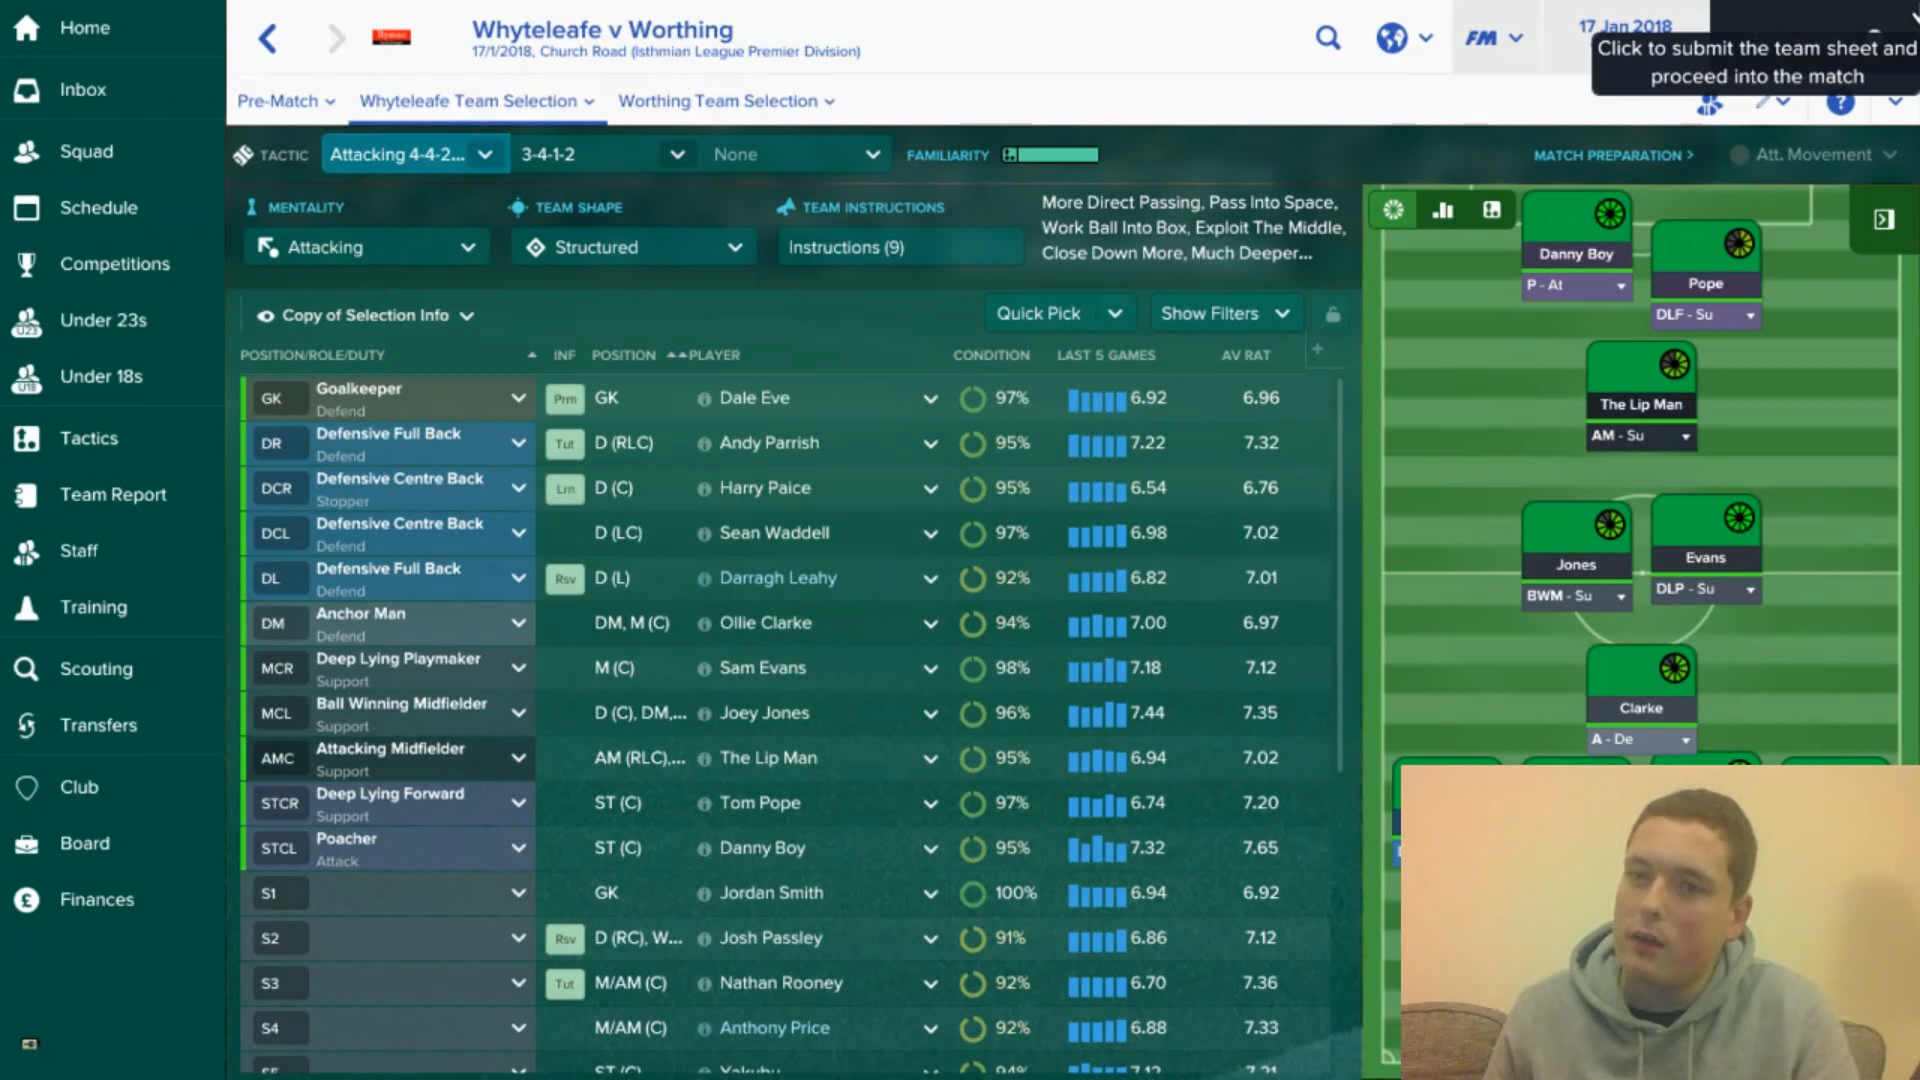 Home
Inbox
Squad
Schedule
Competitions
Under 23s
Under 18s
Tactics
Team Report
Staff
Training
Scouting
Transfers
Club
Board
Finances
Whyteleafe v Worthing
17/1/2018, Church Road (Isthmian League Premier Division)
FM
17 Jan 2018
Click to submit the team sheet and
proceed into the match
Pre-Match
Whyteleafe Team Selection
Worthing Team Selection
TACTIC
Attacking 4-4-2...
3-4-1-2
None
FAMILIARITY
MATCH PREPARATION >
Att. Movement
MENTALITY
TEAM SHAPE
TEAM INSTRUCTIONS
Attacking
Structured
Instructions (9)
More Direct Passing, Pass Into Space,
Work Ball Into Box, Exploit The Middle,
Close Down More, Much Deeper...
Copy of Selection Info
Quick Pick
Show Filters
POSITION/ROLE/DUTY INF POSITION PLAYER CONDITION LAST 5 GAMES AV RAT
GK Goalkeeper Defend Prm GK Dale Eve 97% 6.92 6.96
DR Defensive Full Back Defend Tut D (RLC) Andy Parrish 95% 7.22 7.32
DCR Defensive Centre Back Stopper Lrn D (C) Harry Paice 95% 6.54 6.76
DCL Defensive Centre Back Defend D (LC) Sean Waddell 97% 6.98 7.02
DL Defensive Full Back Defend Rsv D (L) Darragh Leahy 92% 6.82 7.01
DM Anchor Man Defend DM, M (C) Ollie Clarke 94% 7.00 6.97
MCR Deep Lying Playmaker Support M (C) Sam Evans 98% 7.18 7.12
MCL Ball Winning Midfielder Support D (C), DM,... Joey Jones 96% 7.44 7.35
AMC Attacking Midfielder Support AM (RLC),... The Lip Man 95% 6.94 7.02
STCR Deep Lying Forward Support ST (C) Tom Pope 97% 6.74 7.20
STCL Poacher Attack ST (C) Danny Boy 95% 7.32 7.65
S1 GK Jordan Smith 100% 6.94 6.92
S2 Rsv D (RC), W... Josh Passley 91% 6.86 7.12
S3 Tut M/AM (C) Nathan Rooney 92% 6.70 7.36
S4 M/AM (C) Anthony Price 92% 6.88 7.33
Danny Boy
P - At
Pope
DLF - Su
The Lip Man
AM - Su
Jones
BWM - Su
Evans
DLP - Su
Clarke
A - De